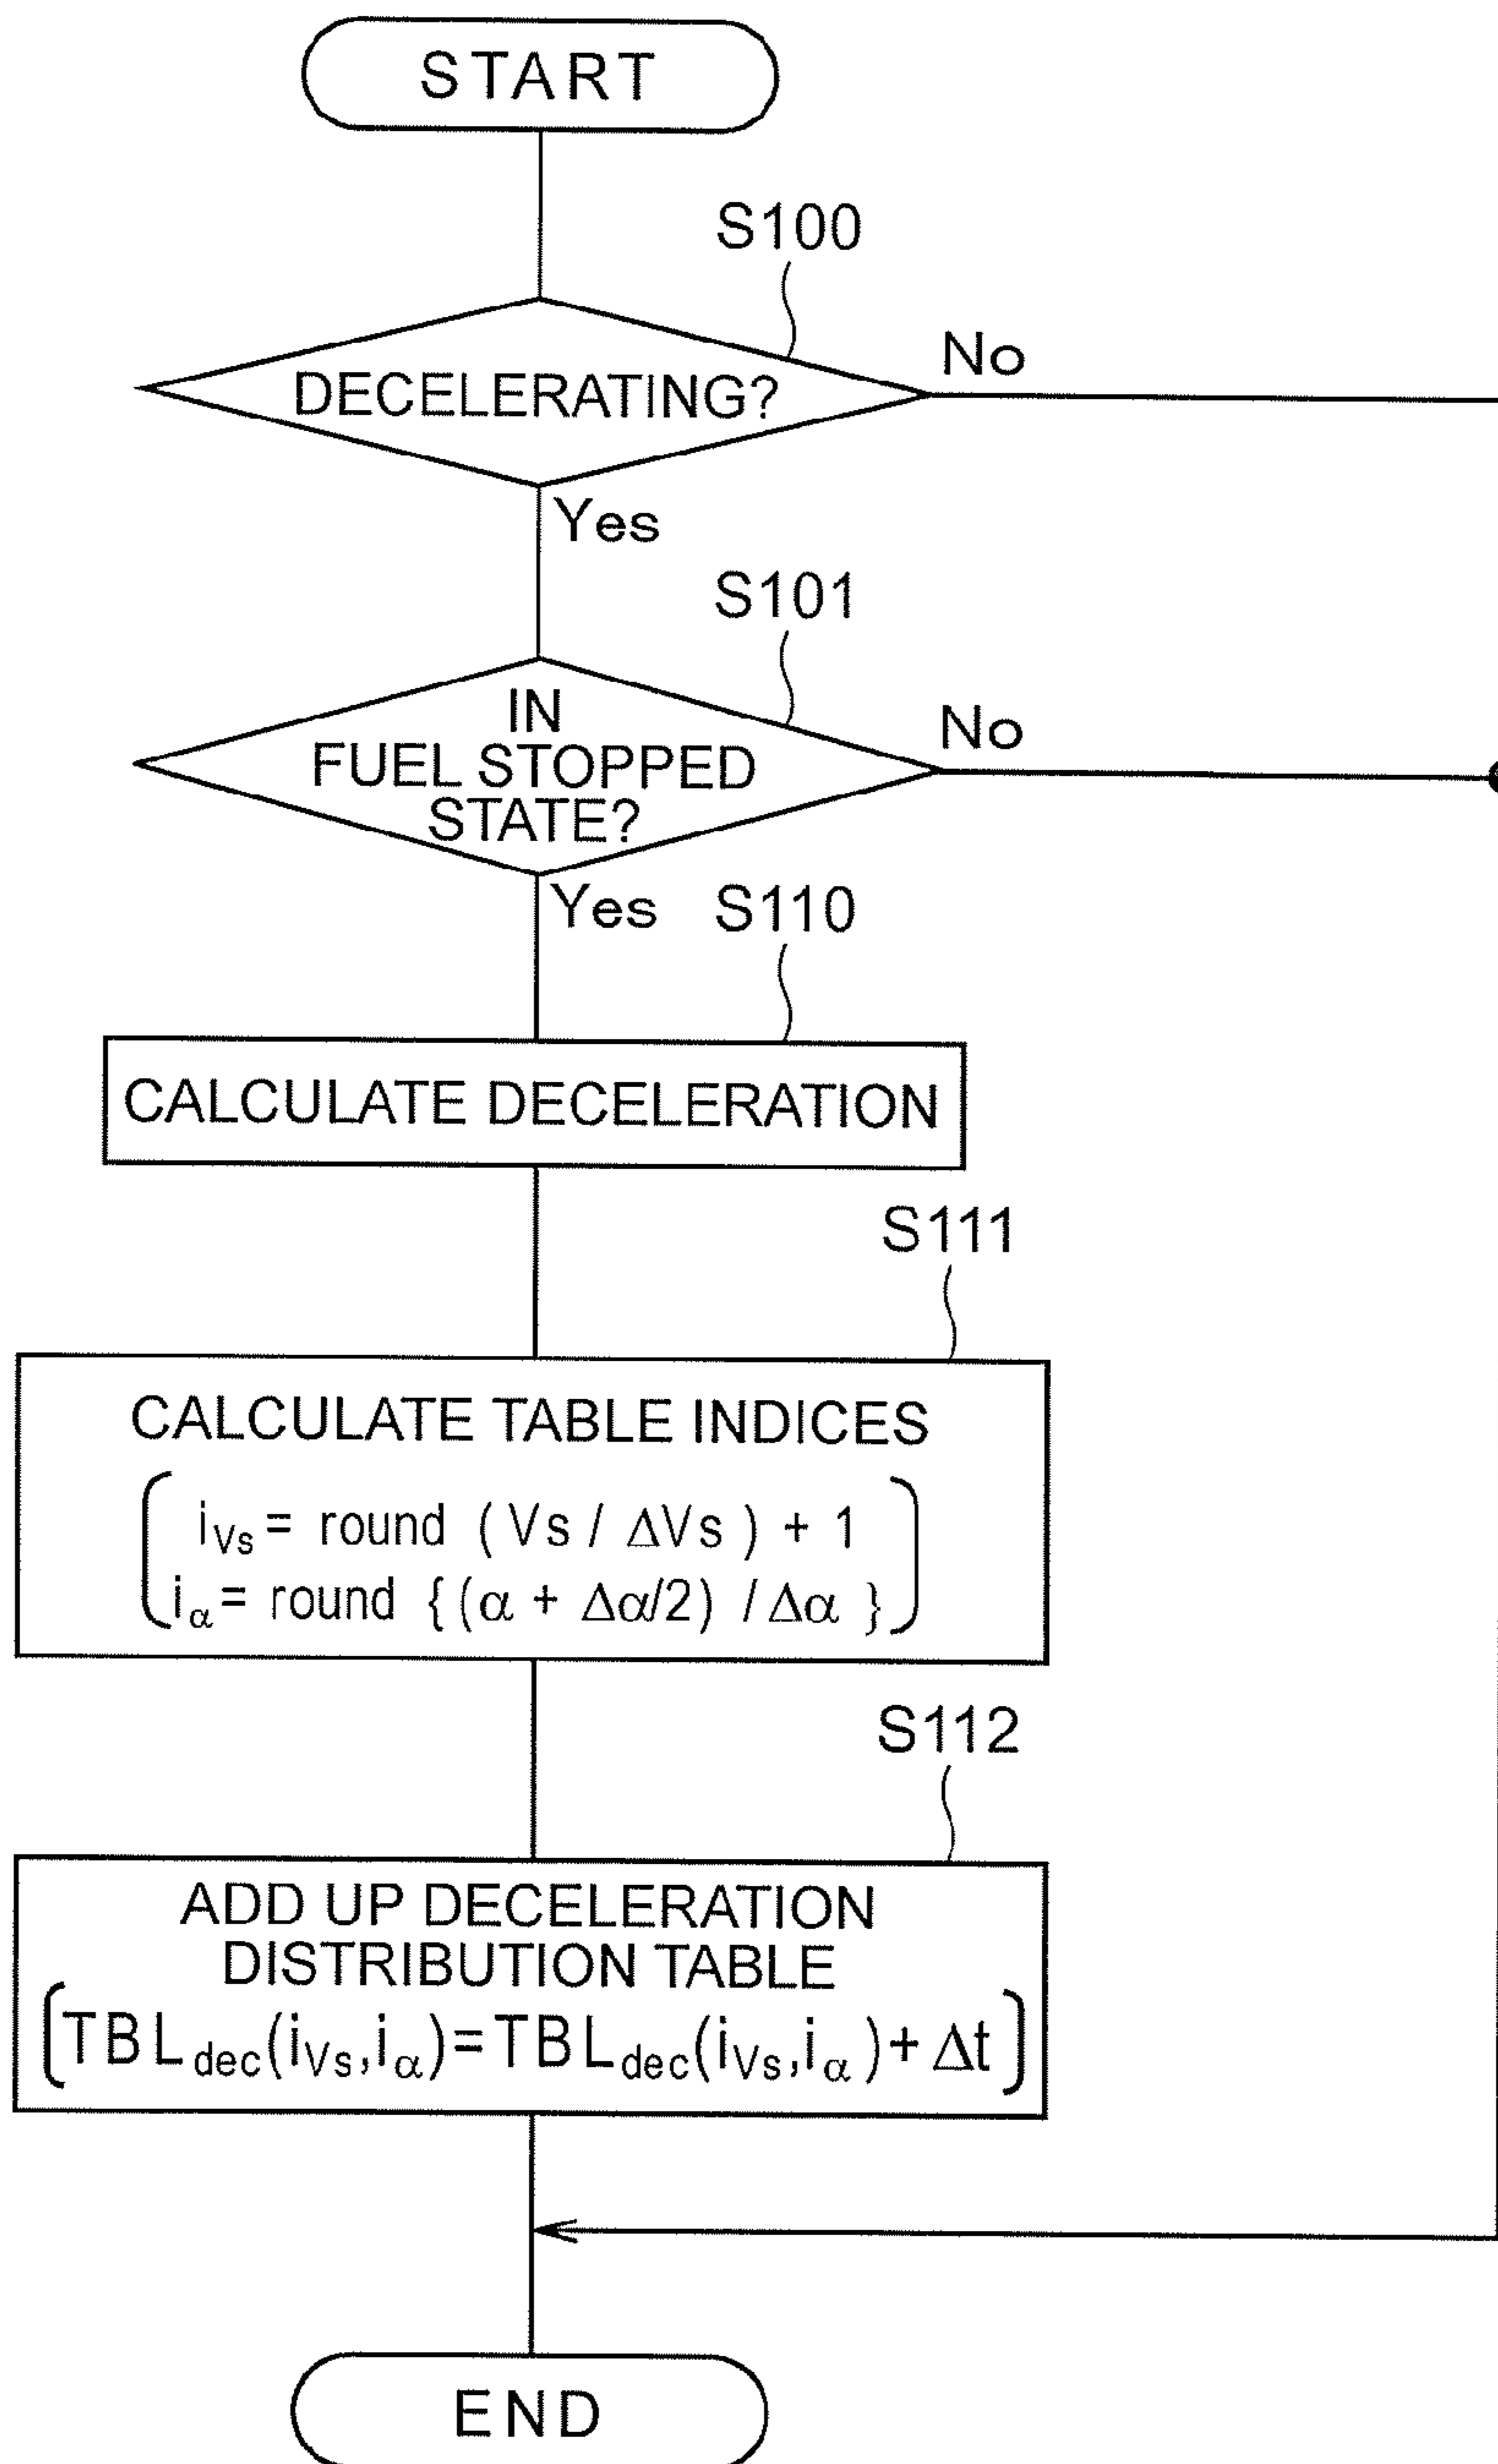 START
S100
DECELERATING?
No
Yes
S101
IN
FUEL STOPPED
STATE?
No
Yes
S110
CALCULATE DECELERATION
S111
CALCULATE TABLE INDICES
i_Vs = round (Vs / ΔVs) + 1
i_α = round {(α + Δα/2) / Δα}
S112
ADD UP DECELERATION
DISTRIBUTION TABLE
TBL_dec(i_Vs,i_α)=TBL_dec(i_Vs,i_α)+Δt
END